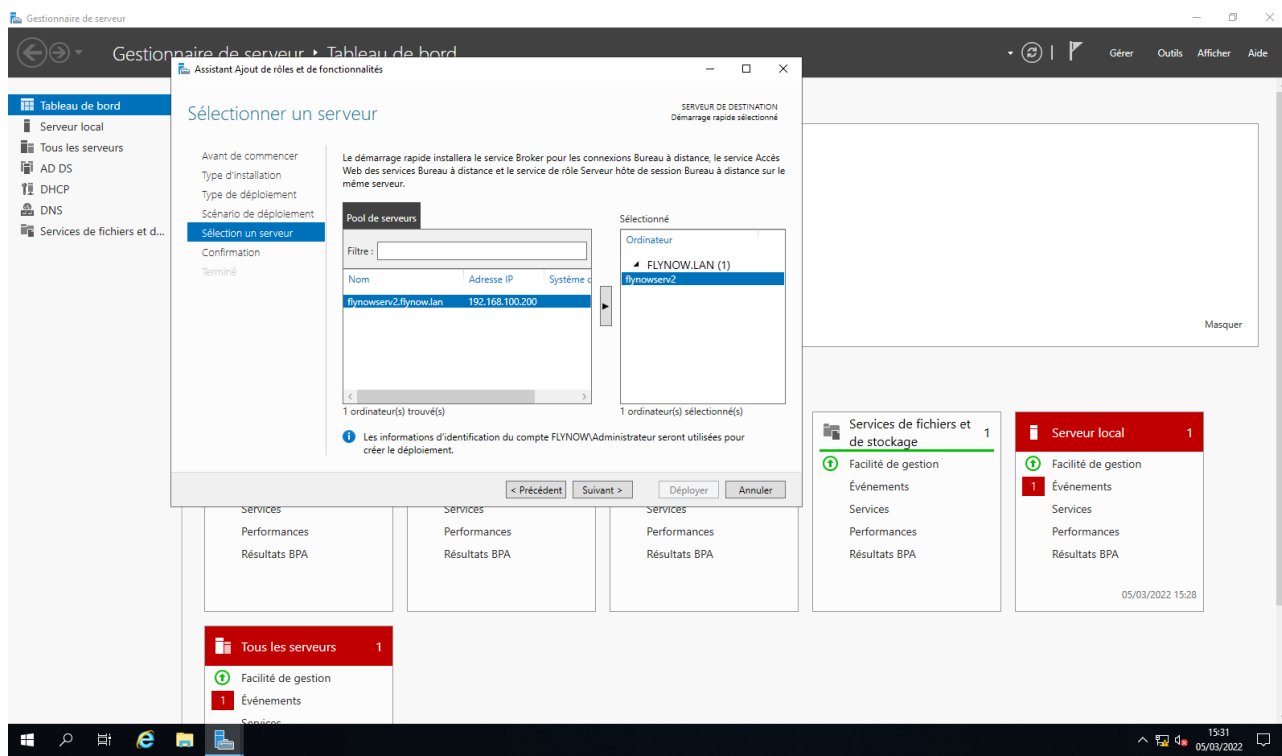 Gestionnaire de serveur
Gestionnaire de serveur • Tableau de bord
Gérer Outils Afficher Aide
Tableau de bord
Serveur local
Tous les serveurs
AD DS
DHCP
DNS
Services de fichiers et d...
Assistant Ajout de rôles et de fonctionnalités
Sélectionner un serveur
SERVEUR DE DESTINATION
Démarrage rapide sélectionné
Avant de commencer
Type d'installation
Type de déploiement
Scénario de déploiement
Sélection un serveur
Confirmation
Terminé
Le démarrage rapide installera le service Broker pour les connexions Bureau à distance, le service Accès
Web des services Bureau à distance et le service de rôle Serveur hôte de session Bureau à distance sur le
même serveur.
Pool de serveurs
Filtre :
Nom Adresse IP Système
flynowserv2.flynow.lan 192.168.100.200
1 ordinateur(s) trouvé(s)
Sélectionné
Ordinateur
FLYNOW.LAN (1)
flynowserv2
1 ordinateur(s) sélectionné(s)
Les informations d'identification du compte FLYNOW\Administrateur seront utilisées pour
créer le déploiement.
< Précédent Suivant > Déployer Annuler
Masquer
Services
Performances
Résultats BPA
Services
Performances
Résultats BPA
Services
Performances
Résultats BPA
Services de fichiers et
de stockage 1
Facilité de gestion
Événements
Services
Performances
Résultats BPA
Serveur local 1
Facilité de gestion
1 Événements
Services
Performances
Résultats BPA
05/03/2022 15:28
Tous les serveurs 1
Facilité de gestion
1 Événements
Services
15:31
05/03/2022